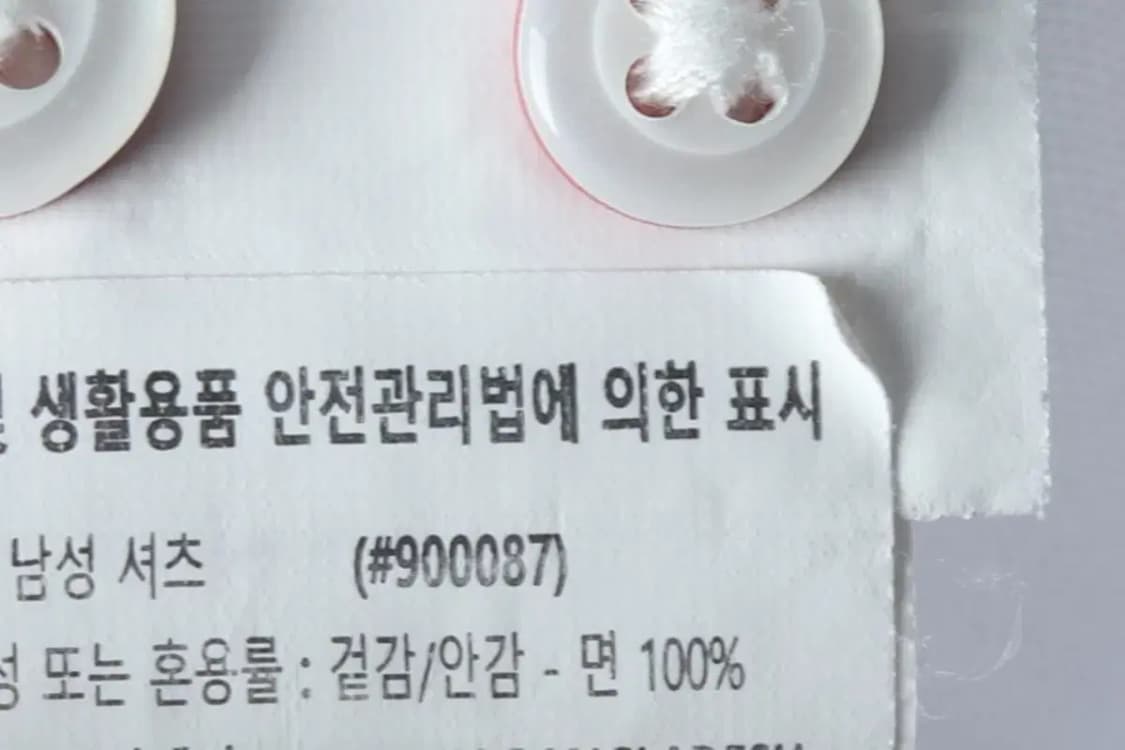 생활용품 안전관리법에 의한 표시
남성 셔츠 (#900087)
또는 혼용률 : 겉감/안감 - 면 100%